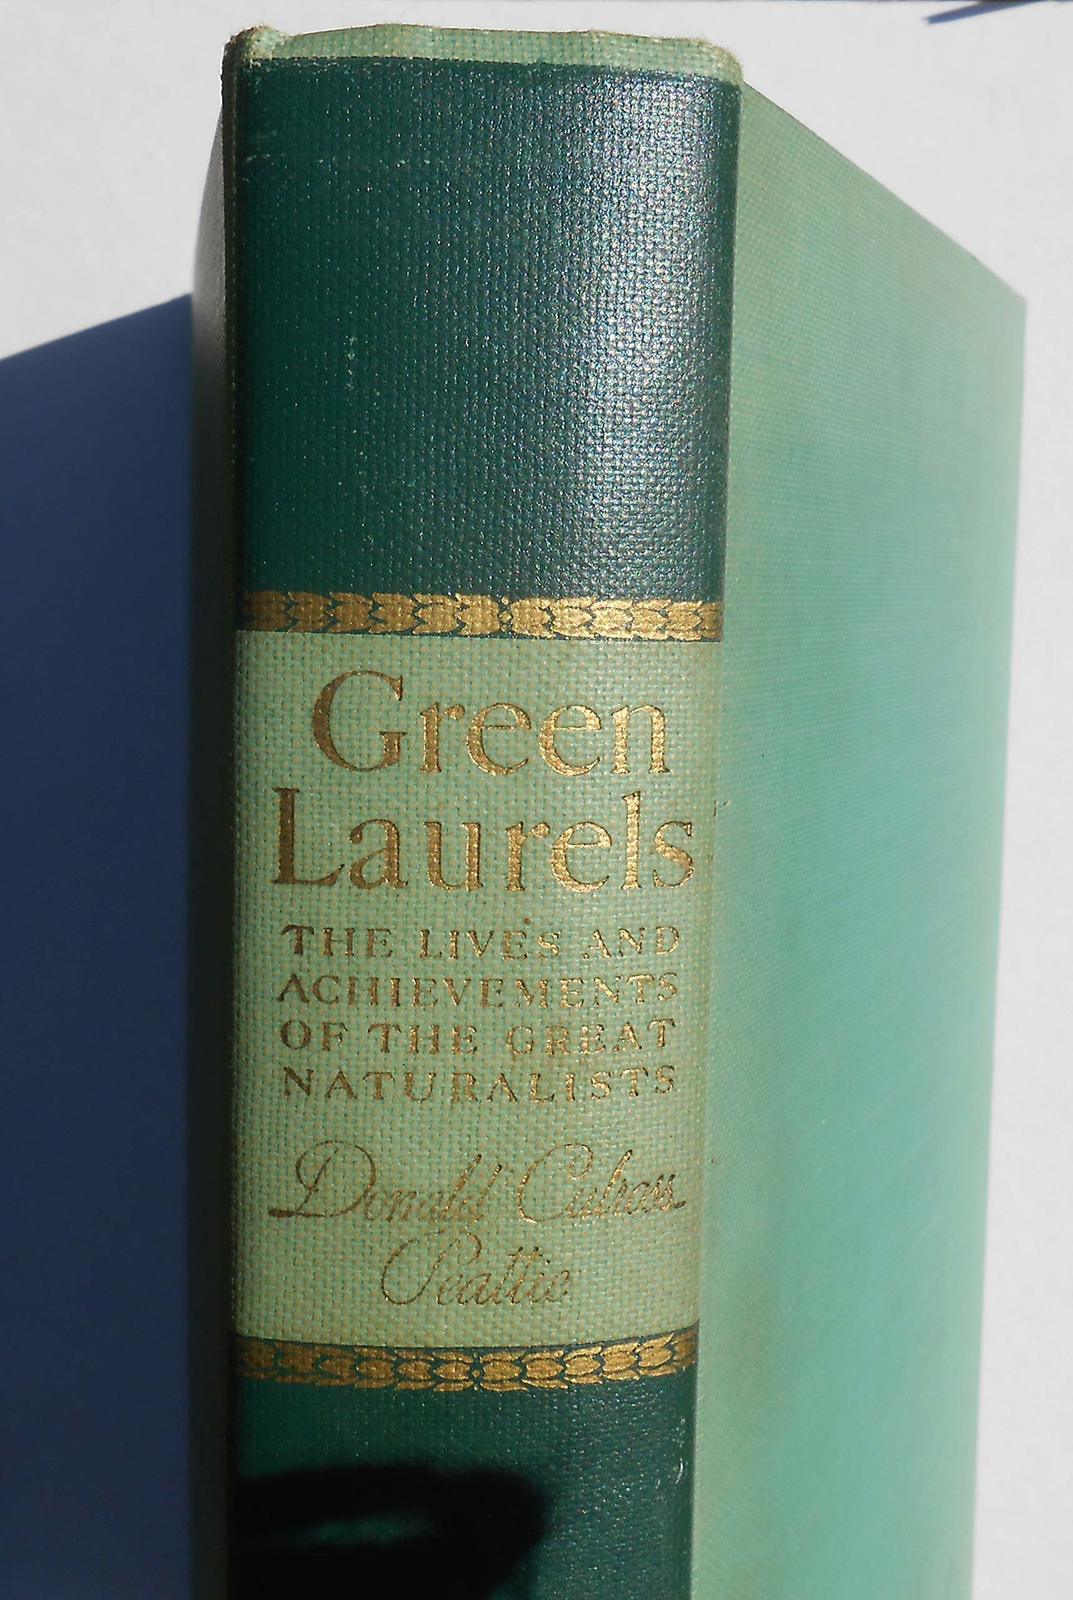 Green
Laurels
THE LIVES AND
ACHIEVEMENTS
OF THE GREAT
NATURALISTS
Donald Culross
Peattie